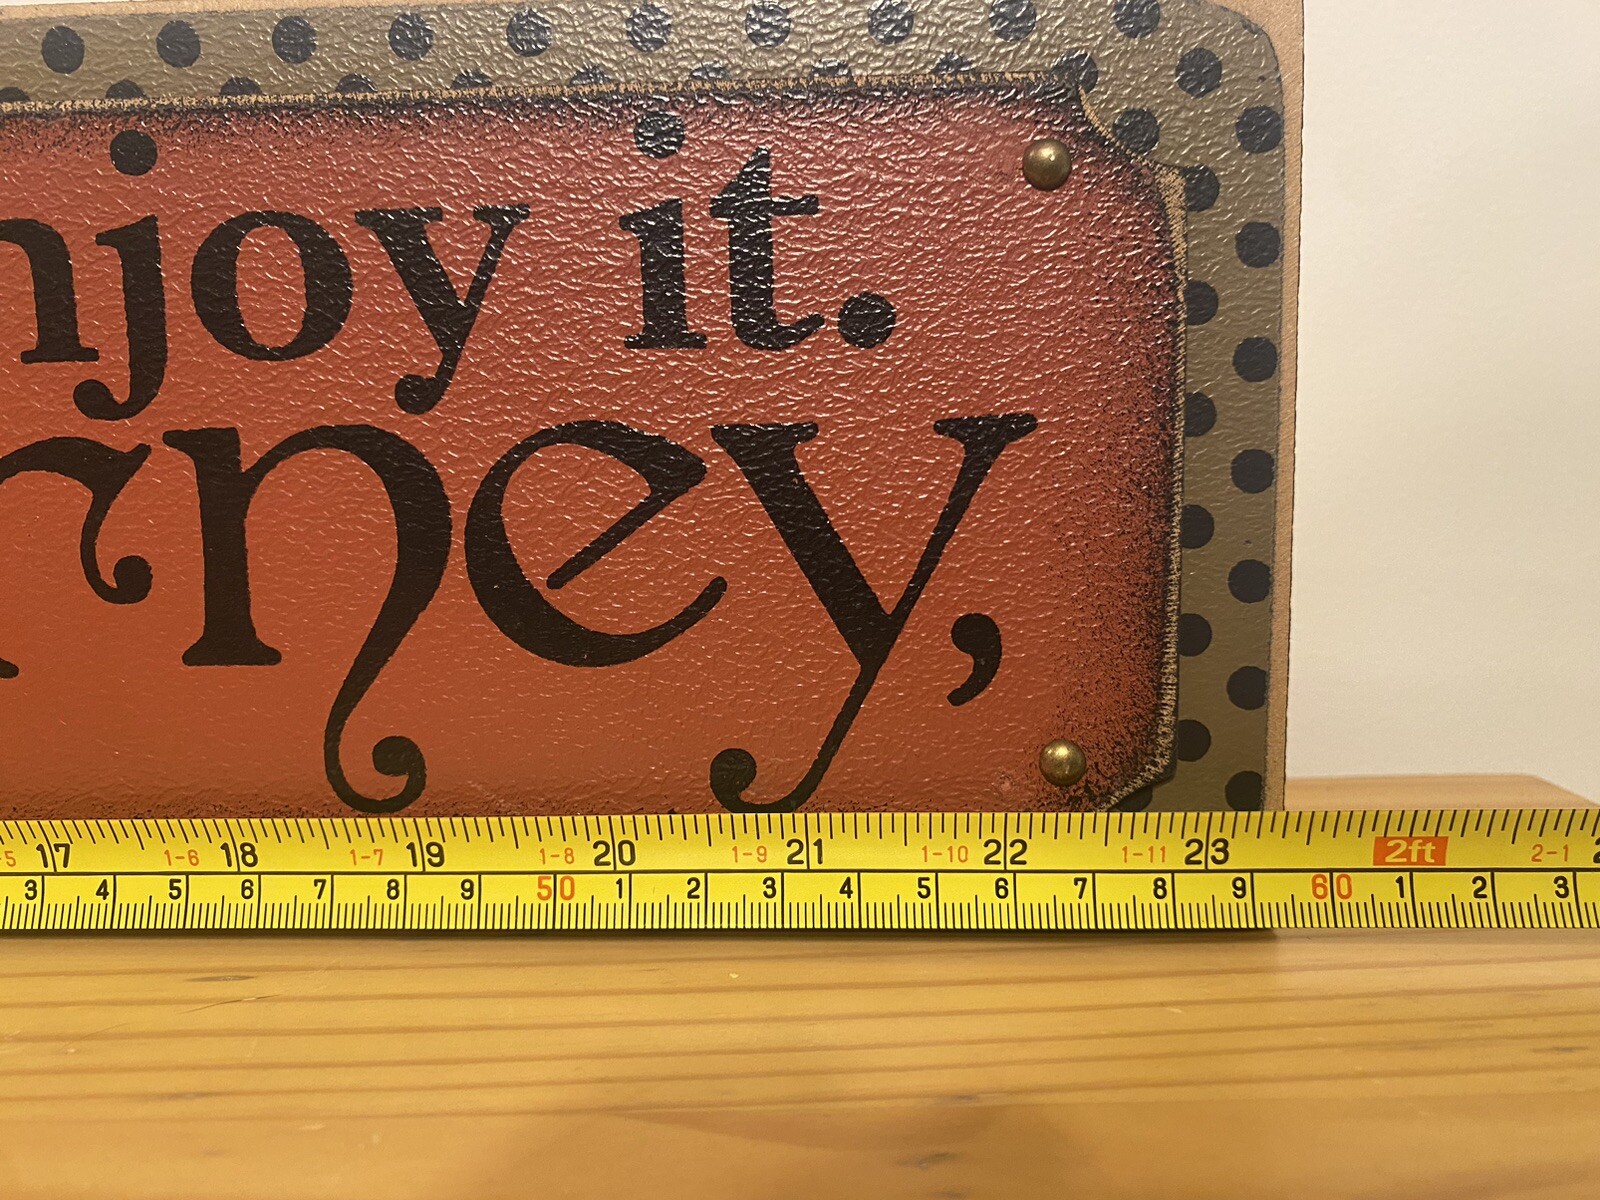 njoy it.
rney,
1-5 17 1-6 18 1-7 19 1-8 20 1-9 21 1-10 22 1-11 23 2ft 2-1
3 4 5 6 7 8 9 50 1 2 3 4 5 6 7 8 9 60 1 2 3